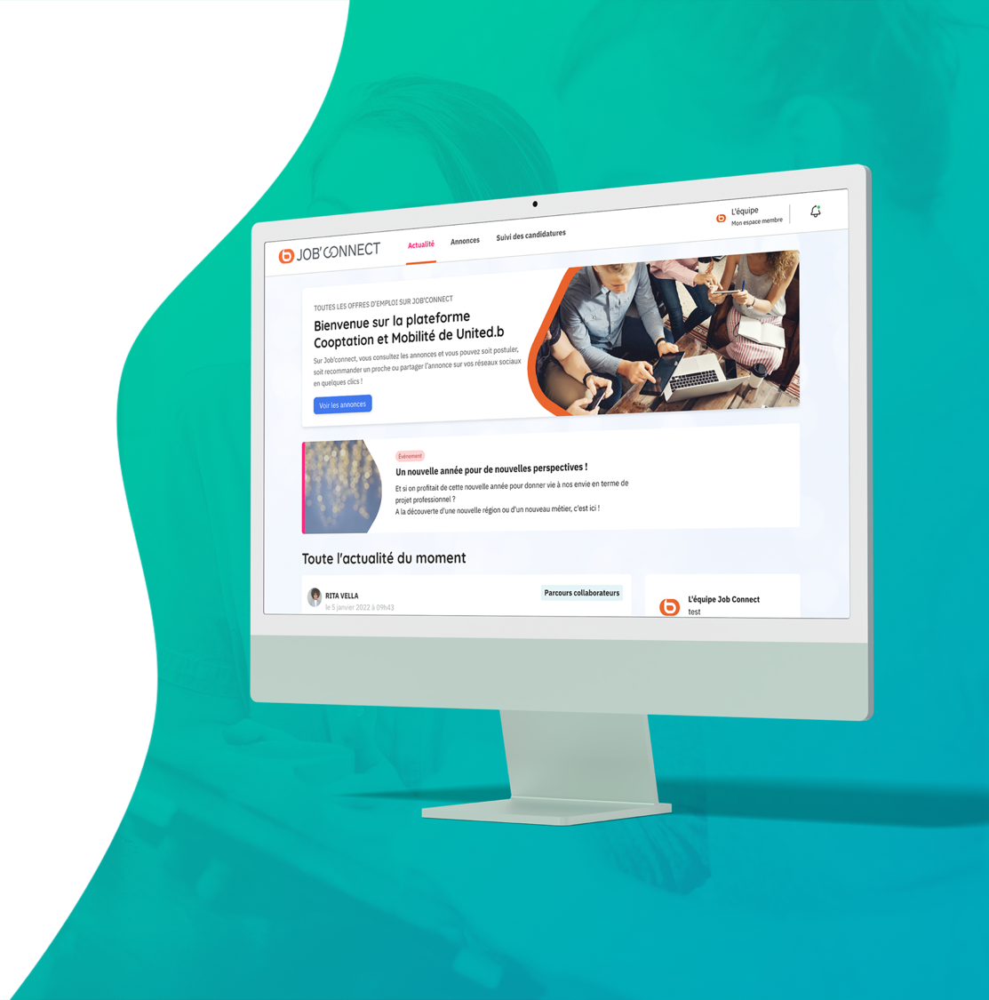 JOB'CONNECT
Actualité
Annonces
Suivi des candidatures
L'équipe
Mon espace membre
TOUTES LES OFFRES D'EMPLOI SUR JOB'CONNECT
Bienvenue sur la plateforme
Cooptation et Mobilité de United.b
Sur Job'connect, vous consultez les annonces et vous pouvez soit postuler,
soit recommander un proche ou partager l'annonce sur vos réseaux sociaux
en quelques clics !
Voir les annonces
Événement
Un nouvelle année pour de nouvelles perspectives !
Et si on profitait de cette nouvelle année pour donner vie à nos envie en terme de
projet professionnel ?
A la découverte d'une nouvelle région ou d'un nouveau métier, c'est ici !
Toute l'actualité du moment
RITA VELLA
le 5 janvier 2022 à 09h43
Parcours collaborateurs
L'équipe Job Connect
test